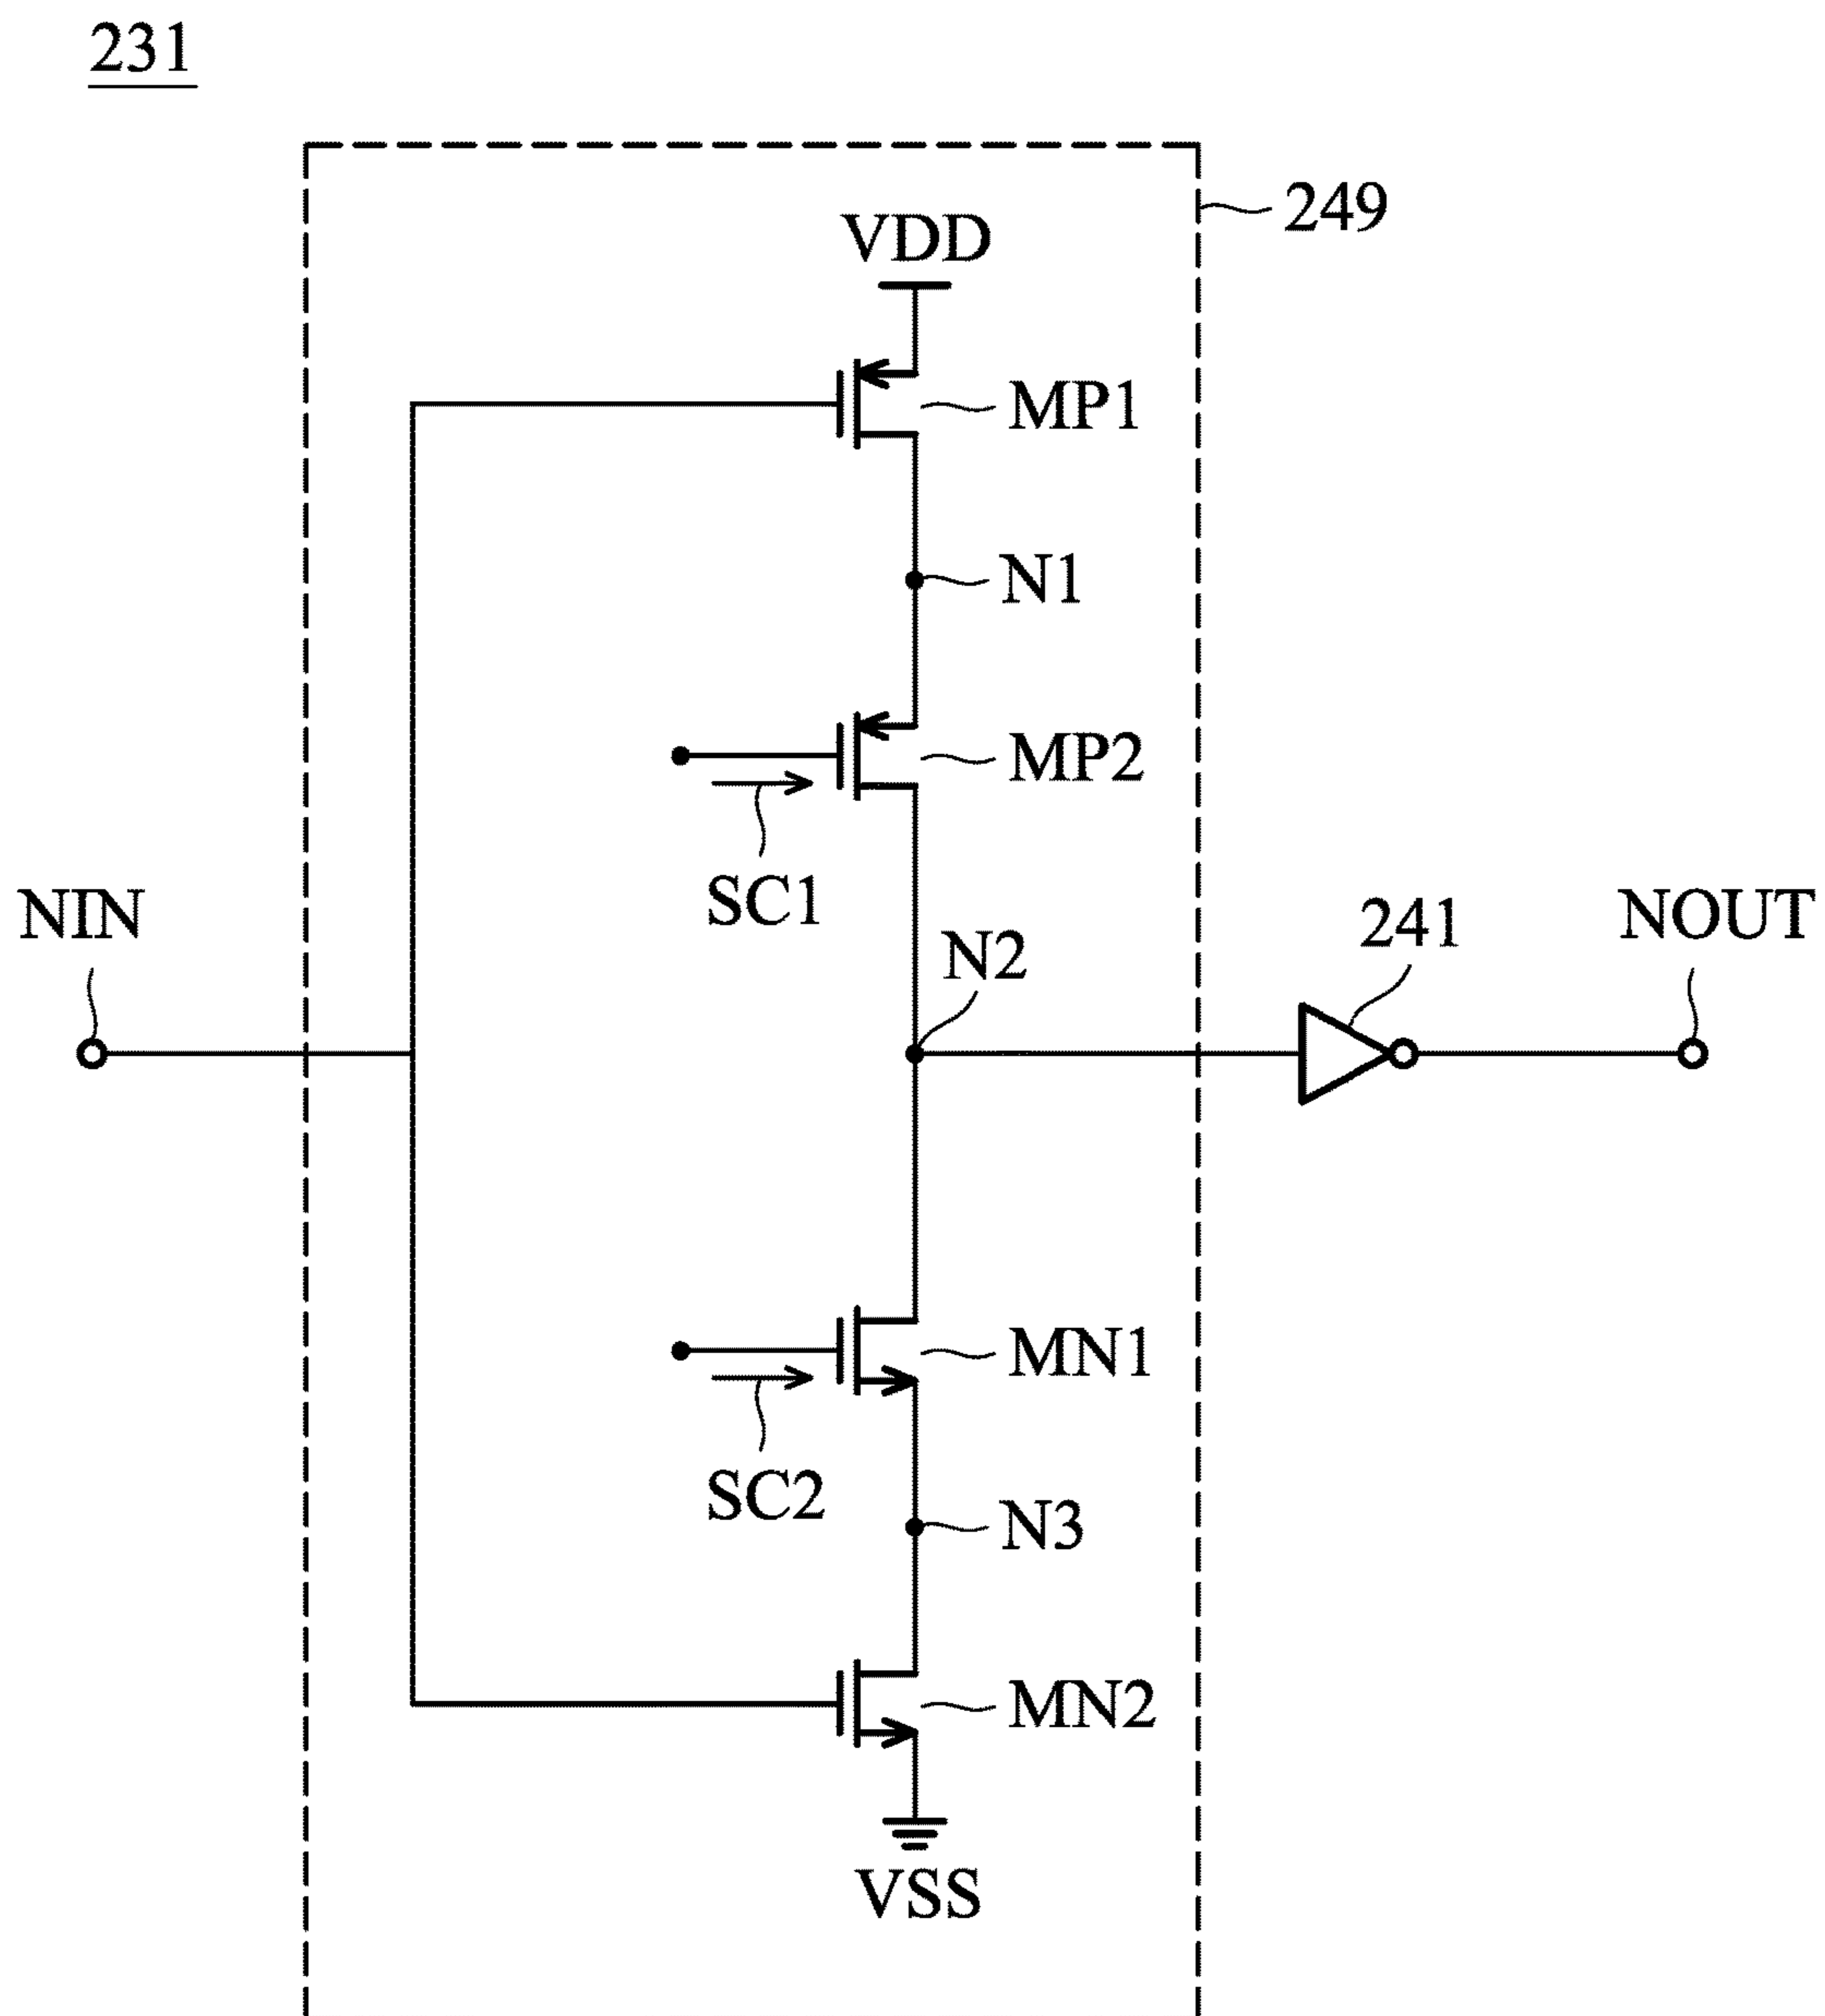 231
249
VDD
MP1
N1
MP2
SC1
NIN
N2
241
NOUT
MN1
SC2
N3
MN2
VSS